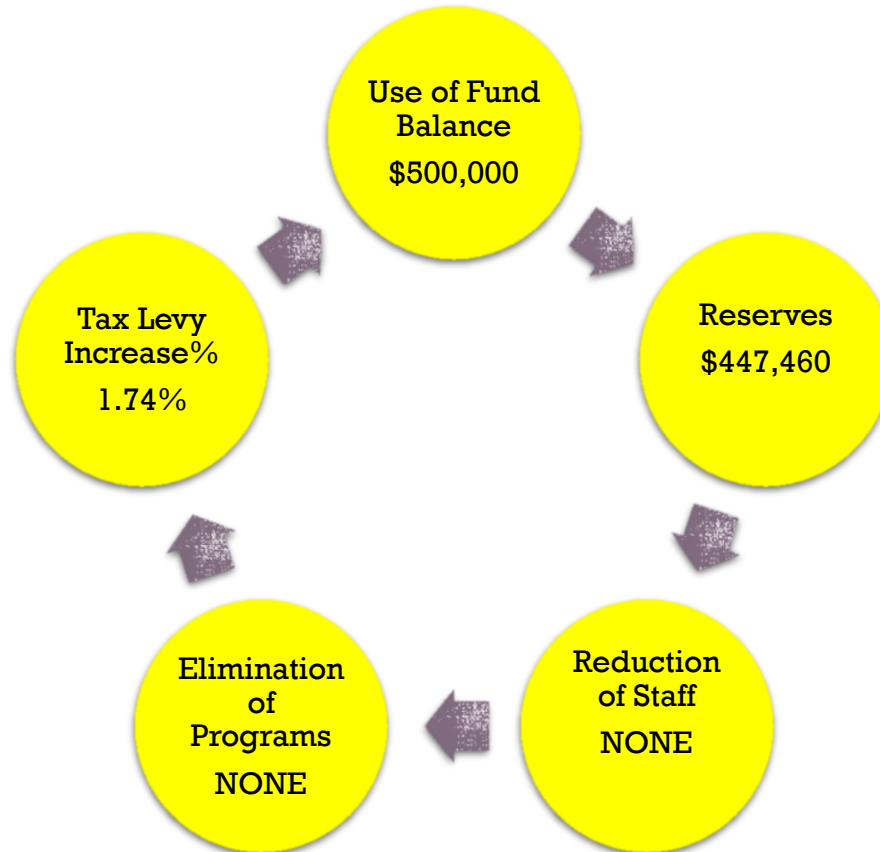 Use of Fund
Balance
$500,000
Reserves
$447,460
Reduction
of Staff
NONE
Elimination
of
Programs
NONE
Tax Levy
Increase%
1.74%